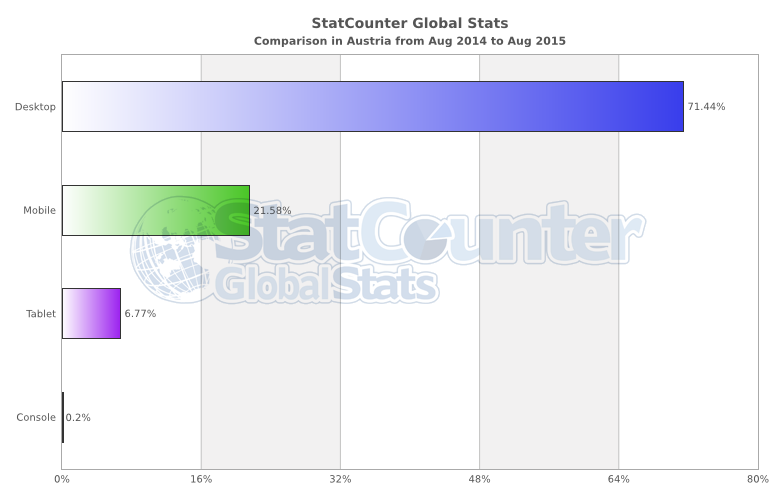 StatCounter Global Stats
Comparison in Austria from Aug 2014 to Aug 2015
Desktop 71.44%
Mobile 21.58%
StatCounter
GlobalStats
Tablet 6.77%
Console 0.2%
0% 16% 32% 48% 64% 80%